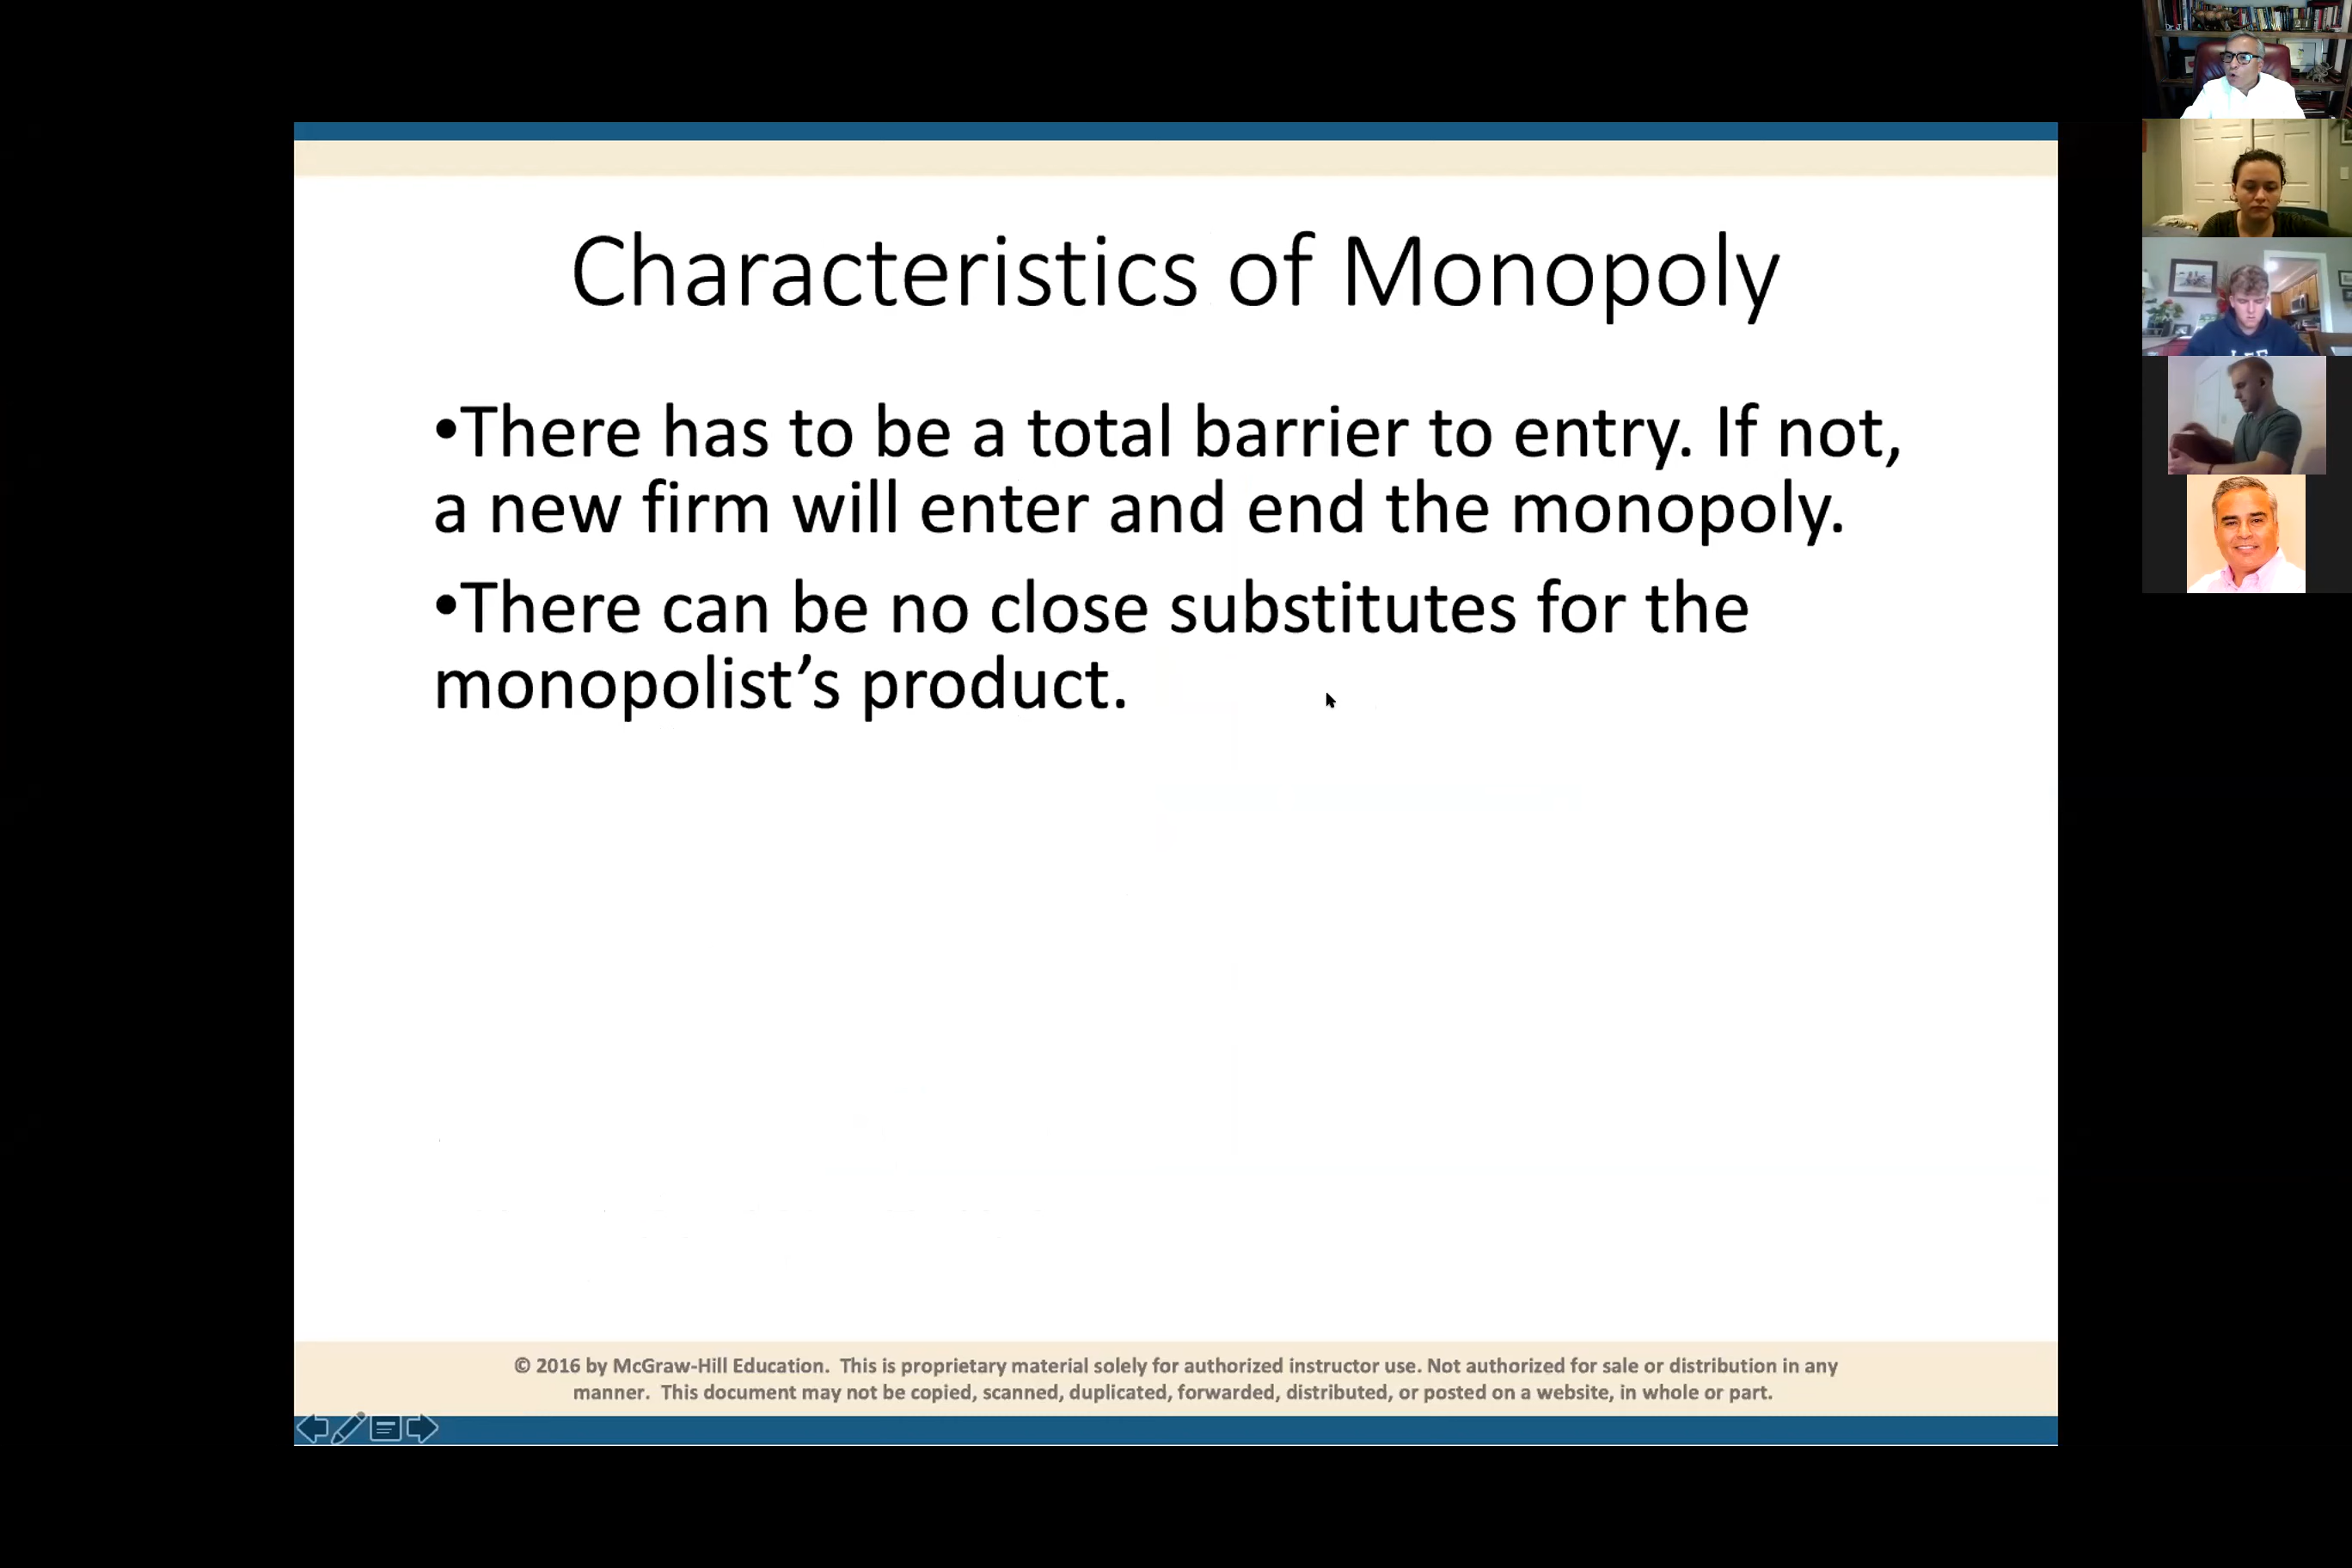 Characteristics of Monopoly
•There has to be a total barrier to entry. If not,
a new firm will enter and end the monopoly.
•There can be no close substitutes for the
monopolist’s product.
© 2016 by McGraw-Hill Education.  This is proprietary material solely for authorized instructor use. Not authorized for sale or distribution in any
manner.  This document may not be copied, scanned, duplicated, forwarded, distributed, or posted on a website, in whole or part.